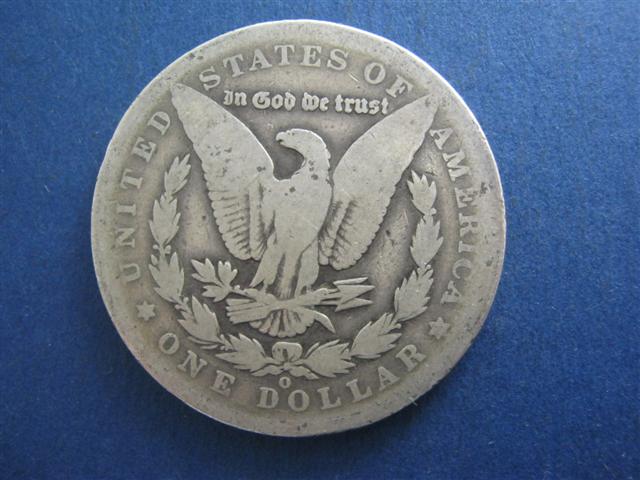 UNITED STATES OF AMERICA
In God we trust
O
ONE DOLLAR